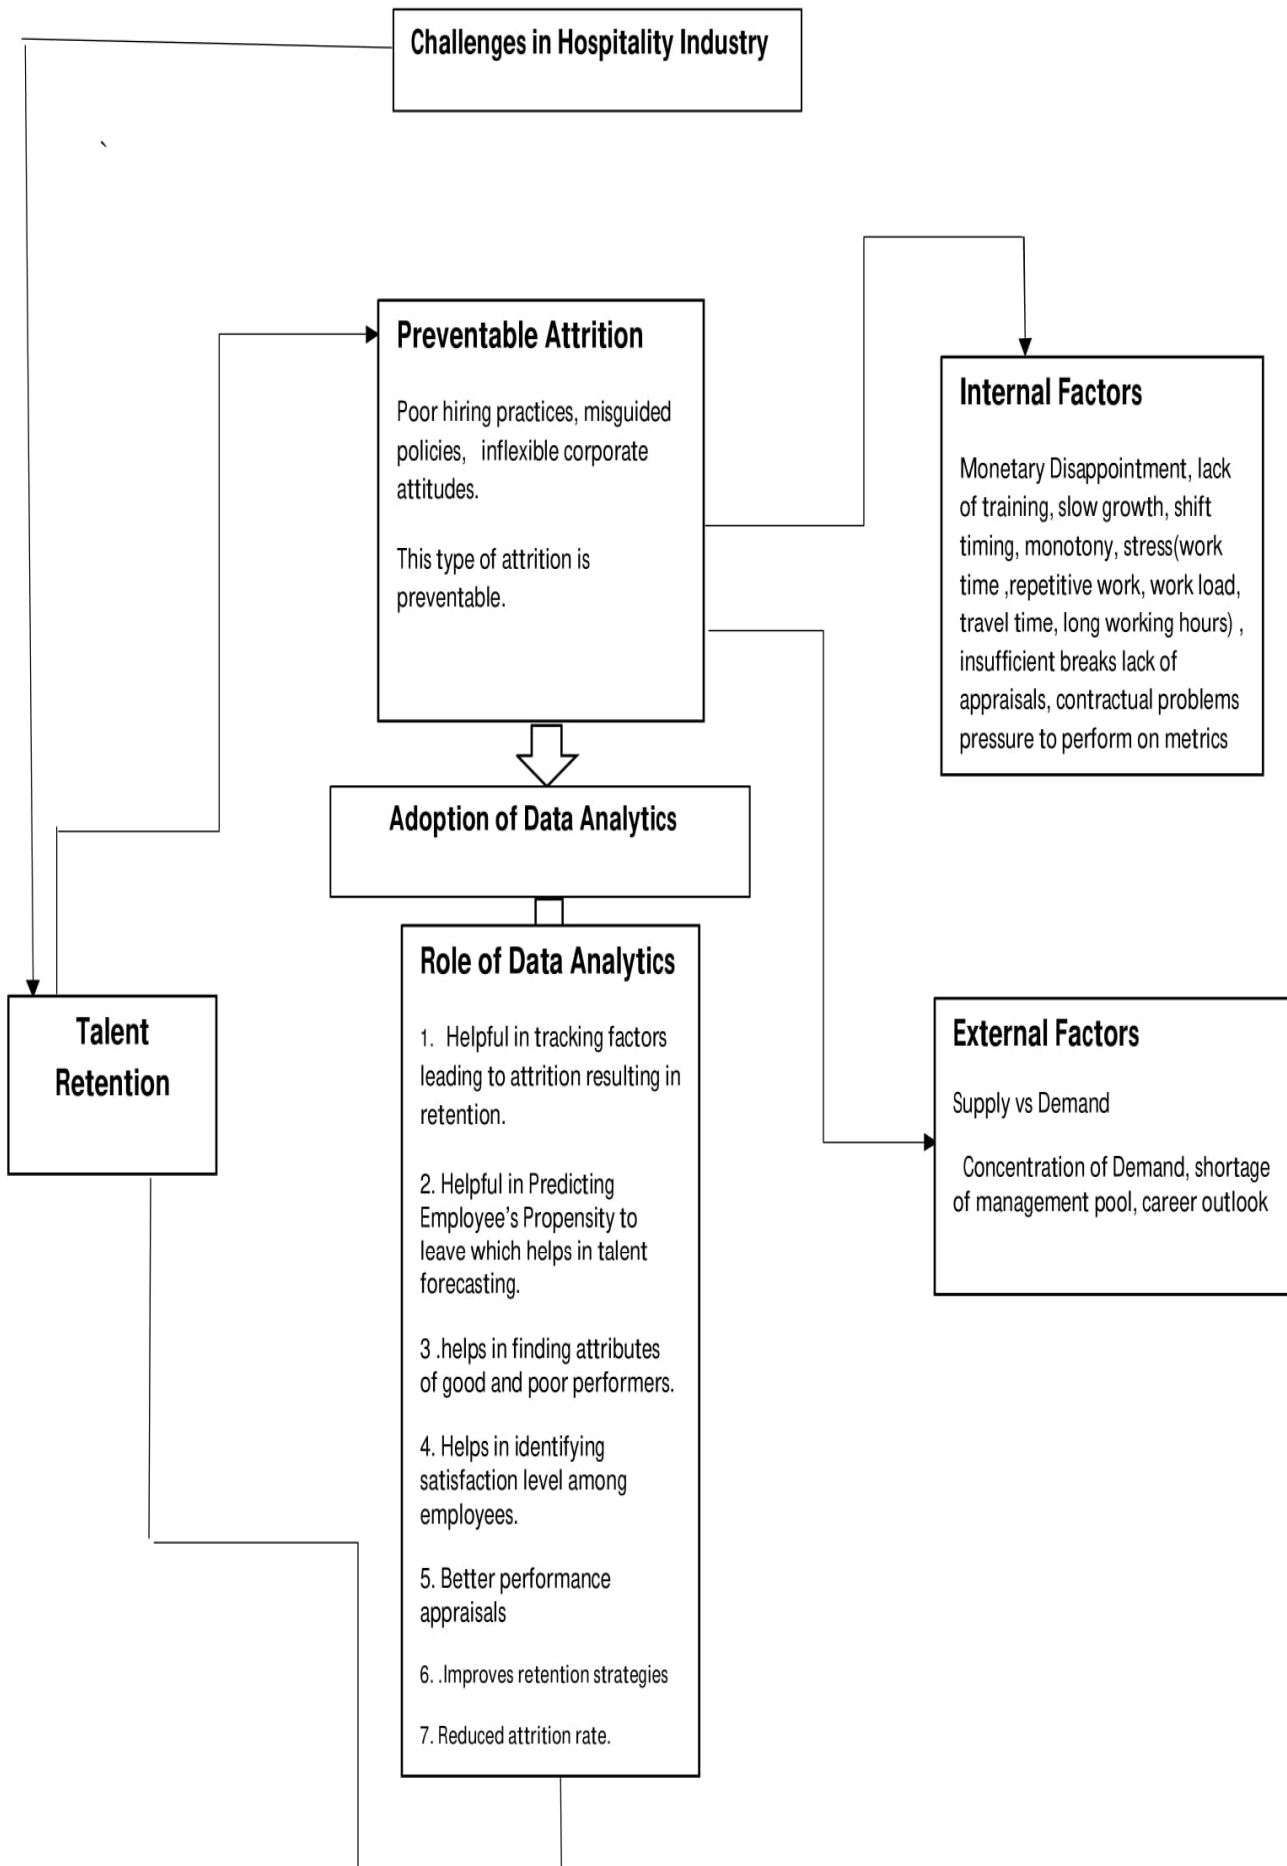 Challenges in Hospitality Industry
`
Preventable Attrition
Poor hiring practices, misguided
policies,   inflexible corporate
attitudes.
This type of attrition is
preventable.
Internal Factors
Monetary Disappointment, lack
of training, slow growth, shift
timing, monotony, stress(work
time ,repetitive work, work load,
travel time, long working hours) ,
insufficient breaks lack of
appraisals, contractual problems
pressure to perform on metrics
Adoption of Data Analytics
Talent
Retention
Role of Data Analytics
1.  Helpful in tracking factors
leading to attrition resulting in
retention.
2. Helpful in Predicting
Employee’s Propensity to
leave which helps in talent
forecasting.
3 .helps in finding attributes
of good and poor performers.
4. Helps in identifying
satisfaction level among
employees.
5. Better performance
appraisals
6. .Improves retention strategies
7. Reduced attrition rate.
External Factors
Supply vs Demand
Concentration of Demand, shortage
of management pool, career outlook